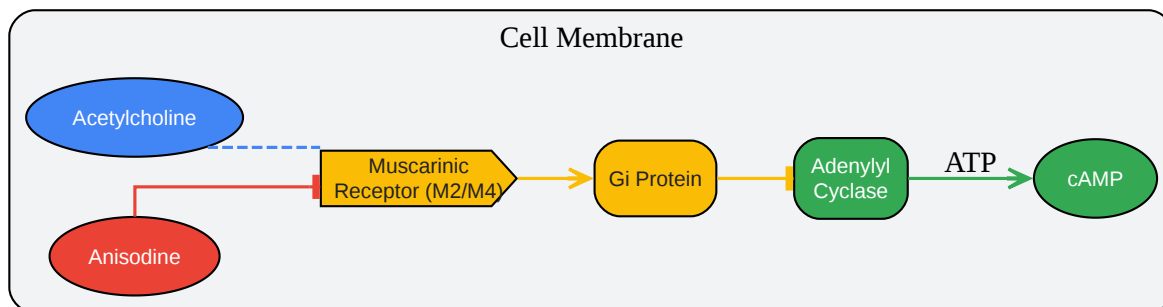 Cell Membrane
Acetylcholine
Muscarinic
Receptor (M2/M4)
Gi Protein
Adenylyl
Cyclase
ATP
cAMP
Anisodine